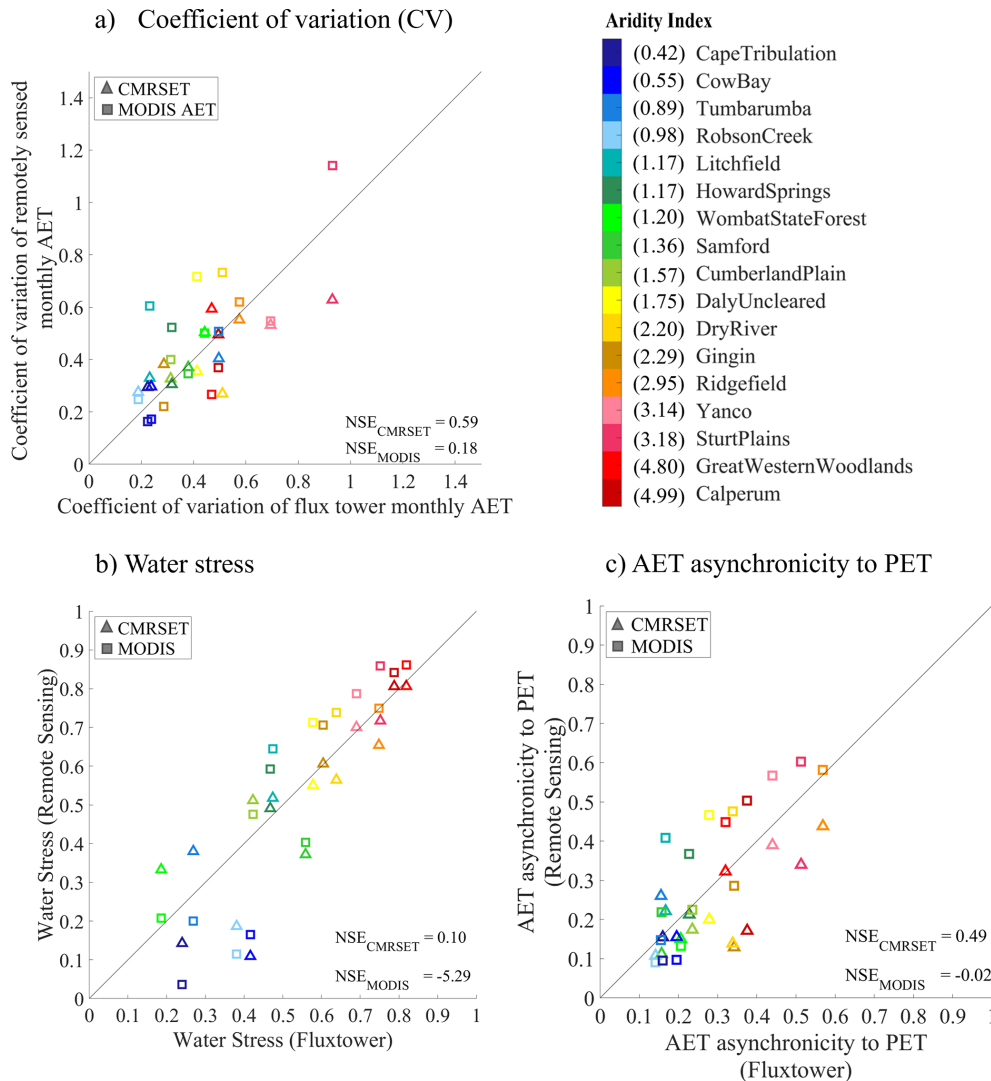 a) Coefficient of variation (CV)
Coefficient of variation of remotely sensed
monthly AET
1.4
1.2
1
0.8
0.6
0.4
0.2
0
CMRSET
MODIS AET
NSE_CMRSET = 0.59
NSE_MODIS = 0.18
0 0.2 0.4 0.6 0.8 1 1.2 1.4
Coefficient of variation of flux tower monthly AET
Aridity Index
(0.42) CapeTribulation
(0.55) CowBay
(0.89) Tumbarumba
(0.98) RobsonCreek
(1.17) Litchfield
(1.17) HowardSprings
(1.20) WombatStateForest
(1.36) Samford
(1.57) CumberlandPlain
(1.75) DalyUncleared
(2.20) DryRiver
(2.29) Gingin
(2.95) Ridgefield
(3.14) Yanco
(3.18) SturtPlains
(4.80) GreatWesternWoodlands
(4.99) Calperum
b) Water stress
Water Stress (Remote Sensing)
1
0.9
0.8
0.7
0.6
0.5
0.4
0.3
0.2
0.1
0
CMRSET
MODIS
NSE_CMRSET = 0.10
NSE_MODIS = -5.29
0 0.1 0.2 0.3 0.4 0.5 0.6 0.7 0.8 0.9 1
Water Stress (Fluxtower)
c) AET asynchronicity to PET
AET asynchronicity to PET
(Remote Sensing)
1
0.9
0.8
0.7
0.6
0.5
0.4
0.3
0.2
0.1
0
CMRSET
MODIS
NSE_CMRSET = 0.49
NSE_MODIS = -0.02
0 0.1 0.2 0.3 0.4 0.5 0.6 0.7 0.8 0.9 1
AET asynchronicity to PET
(Fluxtower)